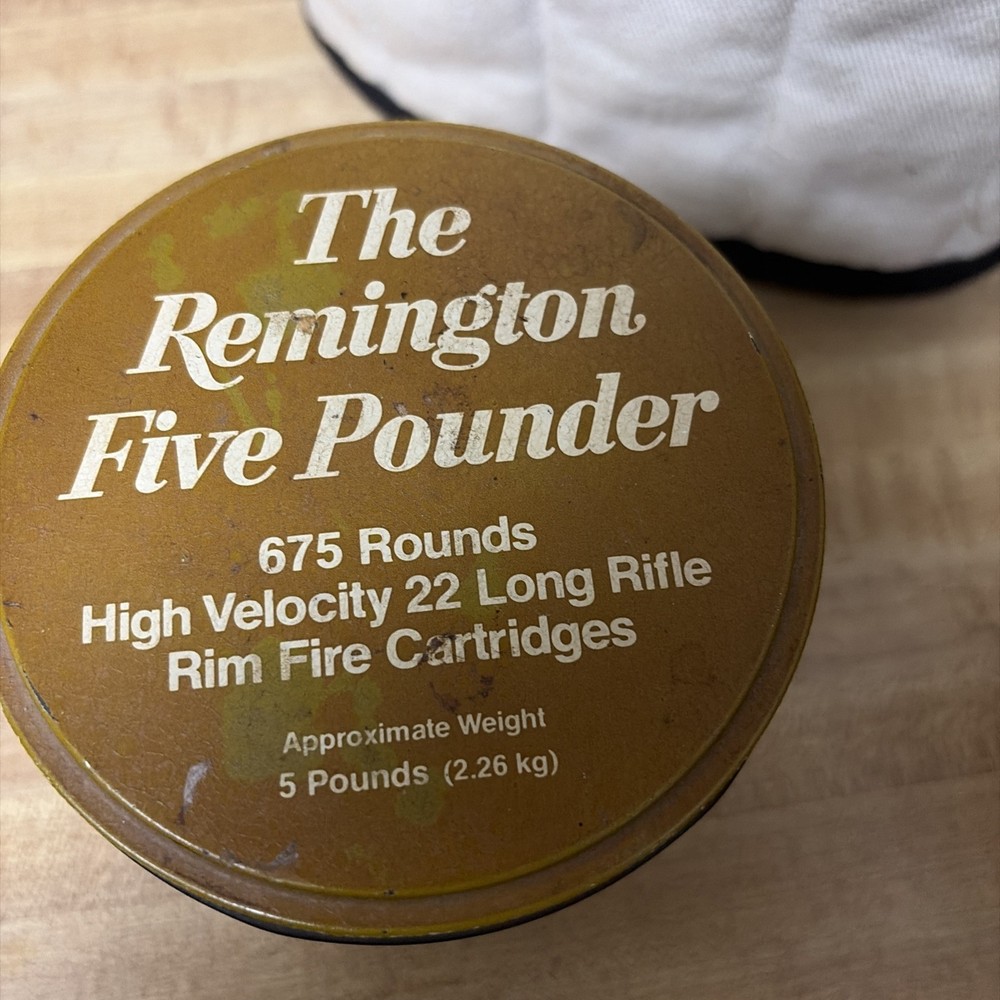 The
Remington
Five Pounder
675 Rounds
High Velocity 22 Long Rifle
Rim Fire Cartridges
Approximate Weight
5 Pounds (2.26 kg)